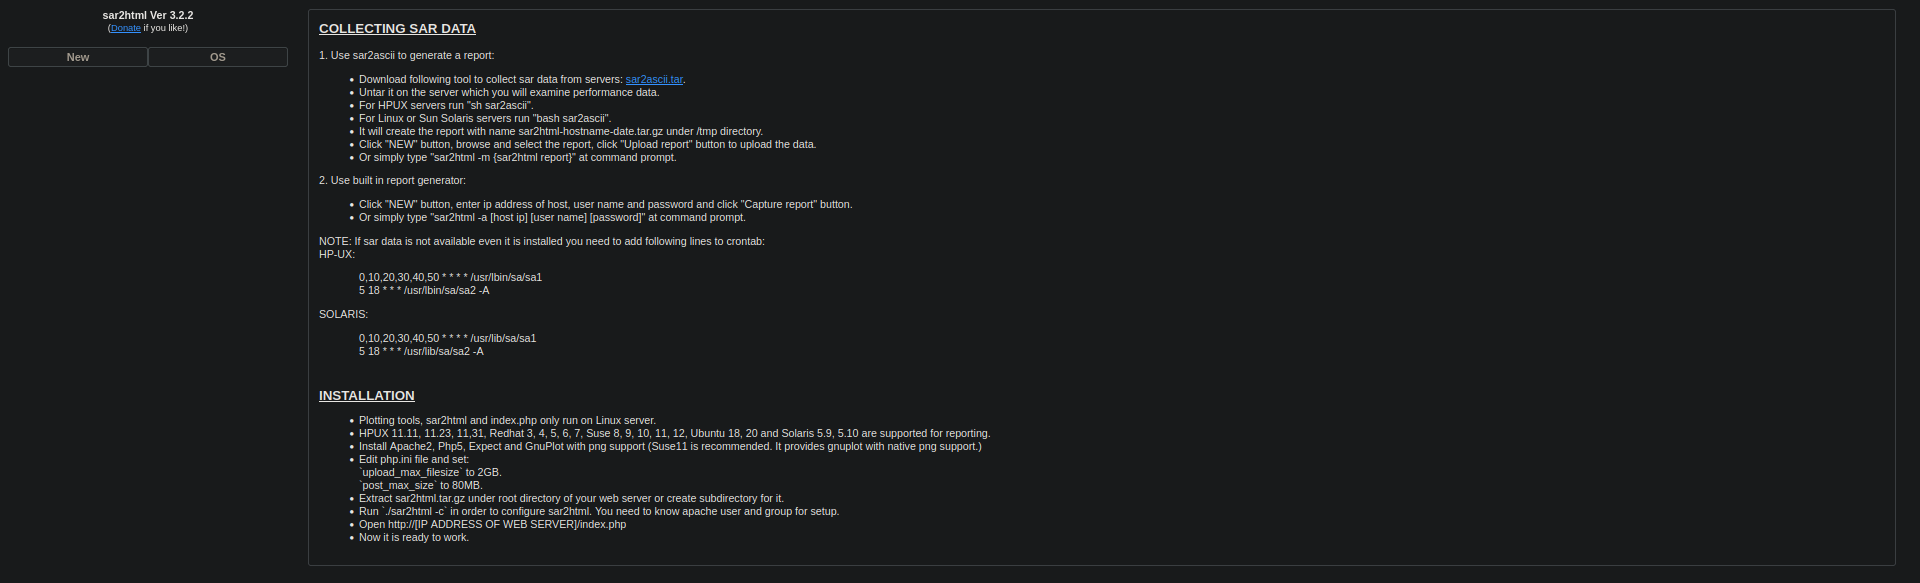 sar2html Ver 3.2.2
(Donate if you like!)
New
OS
COLLECTING SAR DATA
1. Use sar2ascii to generate a report:
• Download following tool to collect sar data from servers: sar2ascii.tar.
• Untar it on the server which you will examine performance data.
• For HPUX servers run "sh sar2ascii".
• For Linux or Sun Solaris servers run "bash sar2ascii".
• It will create the report with name sar2html-hostname-date.tar.gz under /tmp directory.
• Click "NEW" button, browse and select the report, click "Upload report" button to upload the data.
• Or simply type "sar2html -m {sar2html report}" at command prompt.
2. Use built in report generator:
• Click "NEW" button, enter ip address of host, user name and password and click "Capture report" button.
• Or simply type "sar2html -a [host ip] [user name] [password]" at command prompt.
NOTE: If sar data is not available even it is installed you need to add following lines to crontab:
HP-UX:
0,10,20,30,40,50 * * * * /usr/lbin/sa/sa1
5 18 * * * /usr/lbin/sa/sa2 -A
SOLARIS:
0,10,20,30,40,50 * * * * /usr/lib/sa/sa1
5 18 * * * /usr/lib/sa/sa2 -A
INSTALLATION
• Plotting tools, sar2html and index.php only run on Linux server.
• HPUX 11.11, 11.23, 11,31, Redhat 3, 4, 5, 6, 7, Suse 8, 9, 10, 11, 12, Ubuntu 18, 20 and Solaris 5.9, 5.10 are supported for reporting.
• Install Apache2, Php5, Expect and GnuPlot with png support (Suse11 is recommended. It provides gnuplot with native png support.)
• Edit php.ini file and set:
`upload_max_filesize` to 2GB.
`post_max_size` to 80MB.
• Extract sar2html.tar.gz under root directory of your web server or create subdirectory for it.
• Run `./sar2html -c` in order to configure sar2html. You need to know apache user and group for setup.
• Open http://[IP ADDRESS OF WEB SERVER]/index.php
• Now it is ready to work.